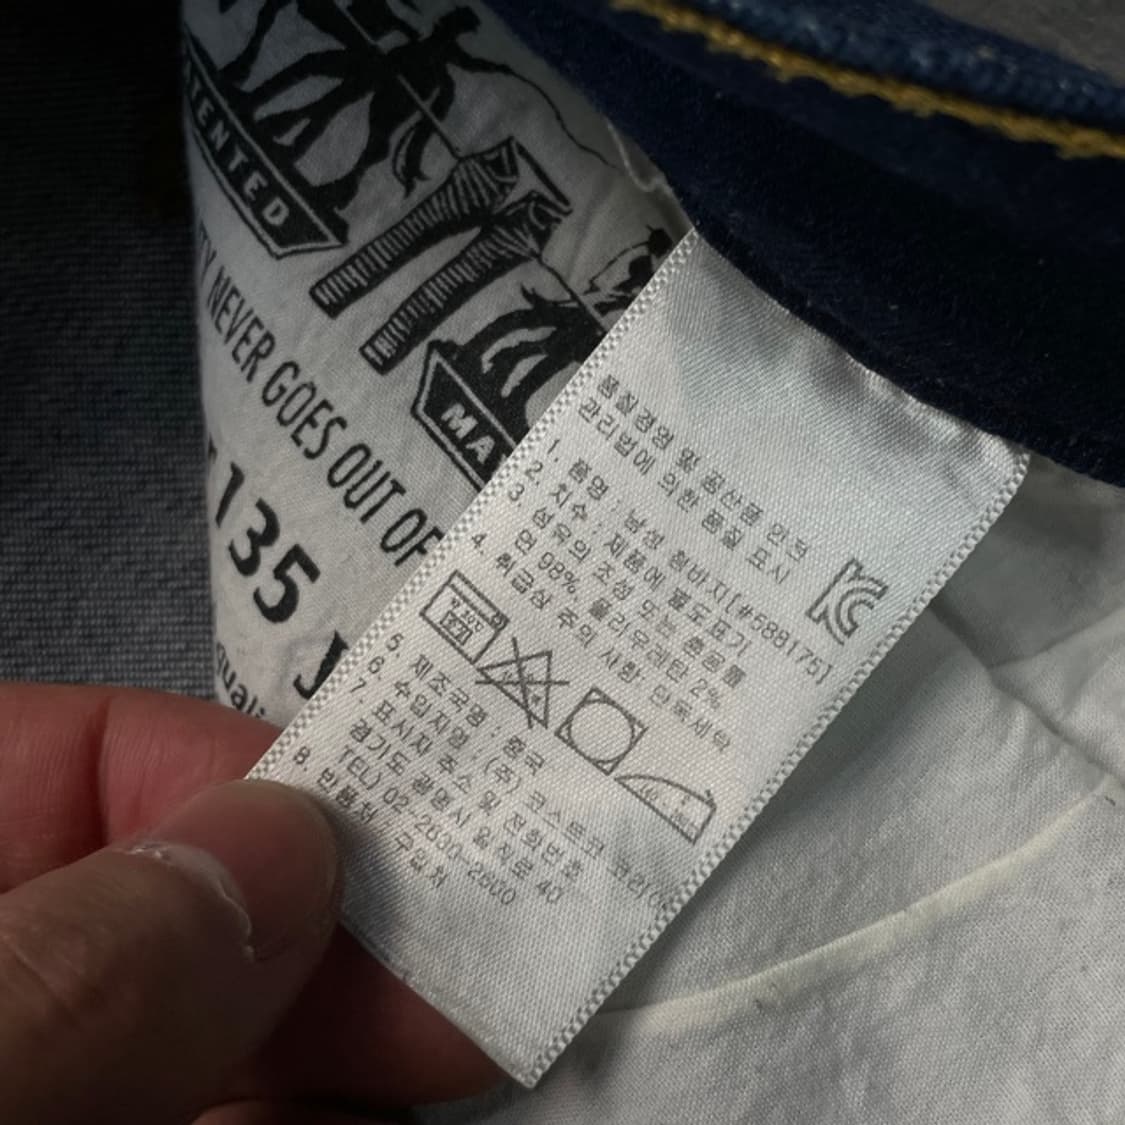 ENTED
NEVER GOES OUT OF
MA
135 J
quali
품질경영 및 공산품 안전
관리법에 의한 품질 표시
1. 품명 : 남성 청바지[#588175]
2. 치수 : 제품에 별도표기
3. 섬유의 조성 또는 혼용률
면 98%, 폴리우레탄 2%
4. 취급상 주의 사항: 단독세탁
5. 제조국명 : 중국
6. 수입자명 : (주) 코스트코 코리아
7. 표시자 주소 및 전화번호
경기도 광명시 일직로 40
TEL) 02-2630-2600
8. 반품처 : 구입처